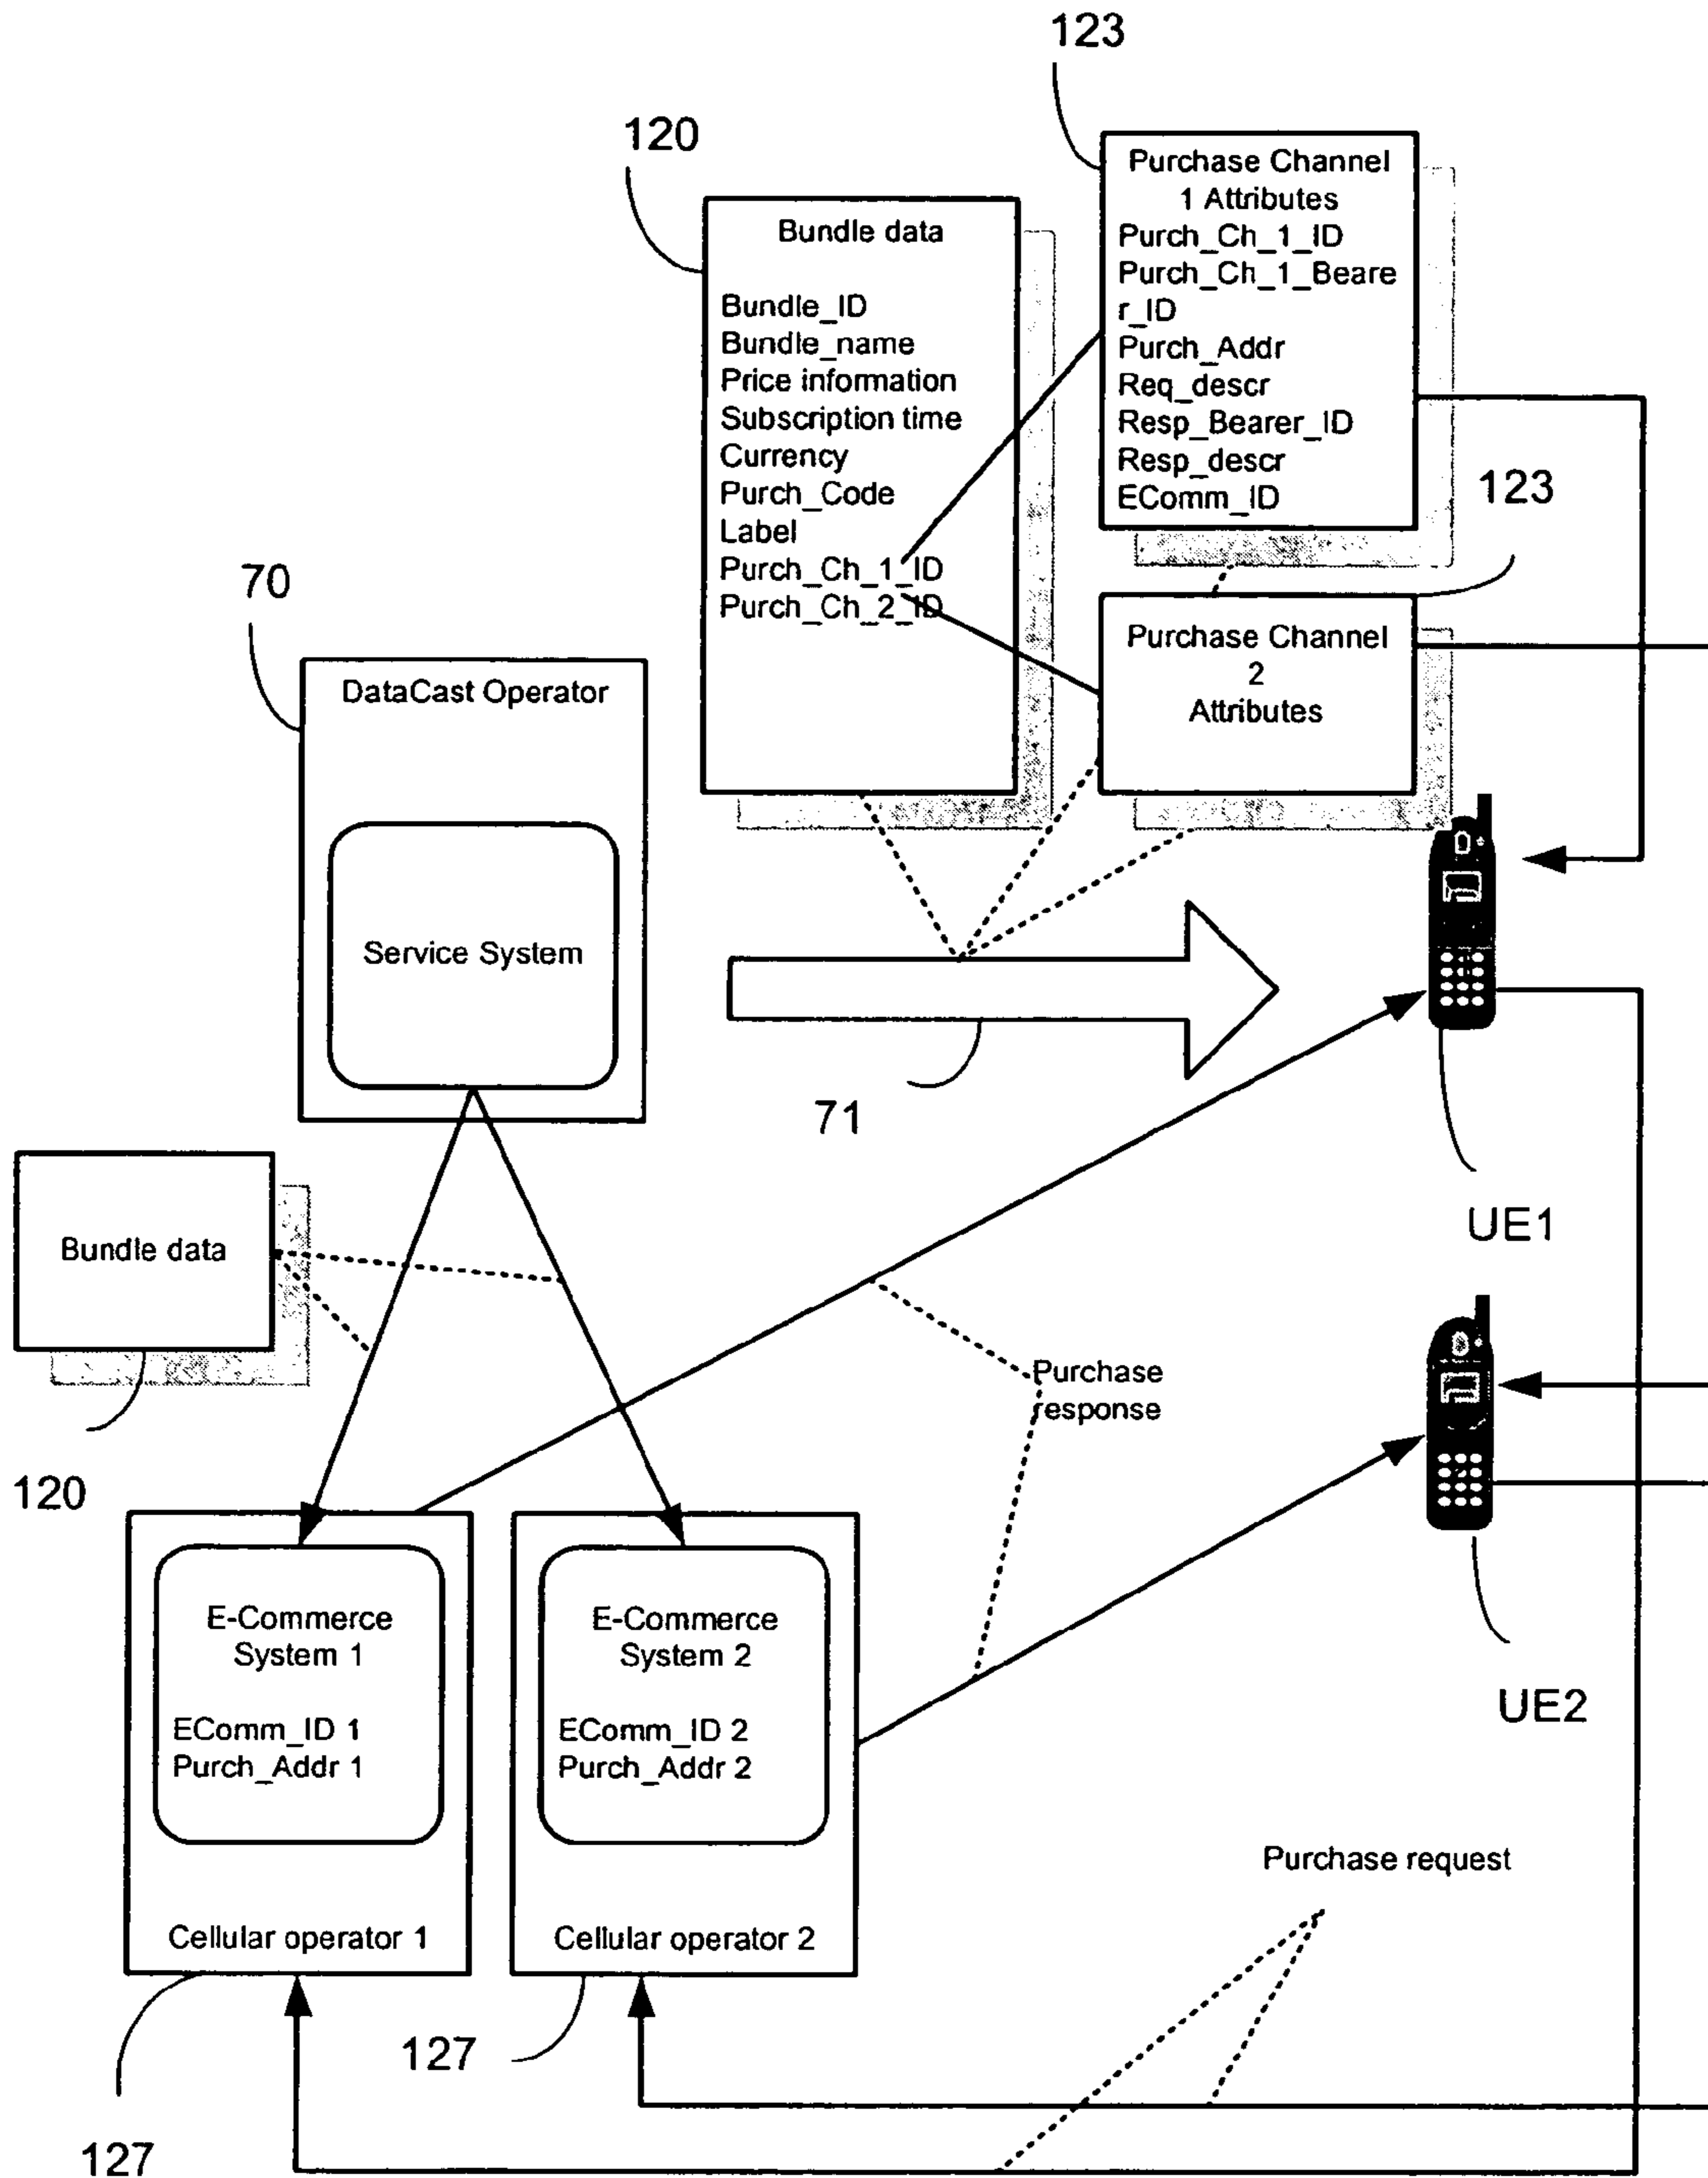 123
120
Purchase Channel
1 Attributes
Purch_Ch_1_ID
Purch_Ch_1_Beare
r_ID
Purch_Addr
Req_descr
Resp_Bearer_ID
Resp_descr
EComm_ID
Bundle data
Bundle_ID
Bundle_name
Price information
Subscription time
Currency
Purch_Code
Label
Purch_Ch_1_ID
Purch_Ch_2_ID
123
Purchase Channel
2
Attributes
70
DataCast Operator
Service System
71
UE1
Bundle data
120
Purchase
response
UE2
E-Commerce
System 1
EComm_ID 1
Purch_Addr 1
Cellular operator 1
E-Commerce
System 2
EComm_ID 2
Purch_Addr 2
Cellular operator 2
Purchase request
127
127